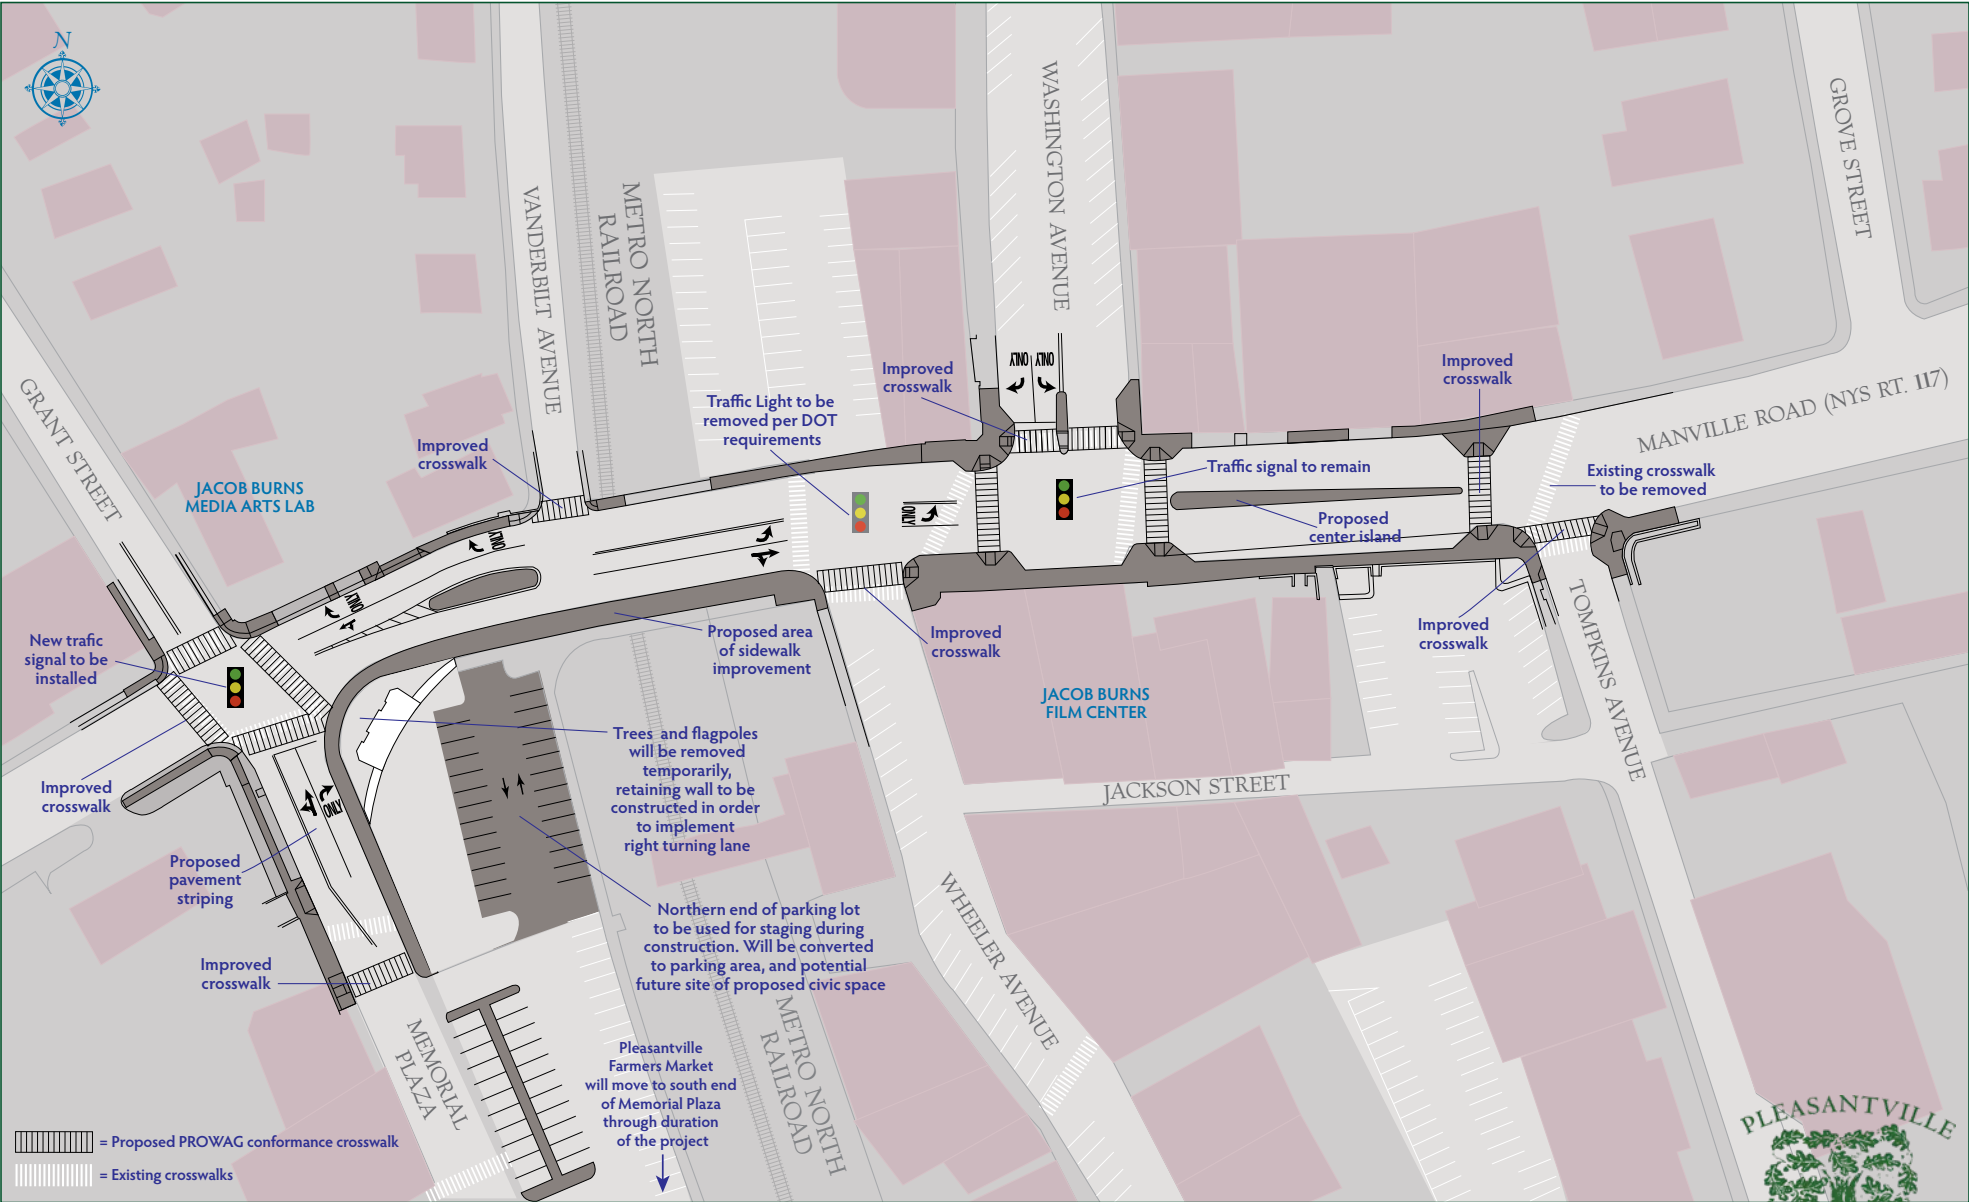 N
WASHINGTON AVENUE
GROVE STREET
VANDERBILT AVENUE
METRO NORTH
RAILROAD
GRANT STREET
MANVILLE ROAD (NYS RT. 117)
JACOB BURNS
MEDIA ARTS LAB
Improved
crosswalk
Traffic Light to be
removed per DOT
requirements
Improved
crosswalk
ONLY
ONLY
Improved
crosswalk
Traffic signal to remain
Existing crosswalk
to be removed
Proposed
center island
ONLY
ONLY
ONLY
New trafic
signal to be
installed
Proposed area
of sidewalk
improvement
Improved
crosswalk
Improved
crosswalk
TOMPKINS AVENUE
JACOB BURNS
FILM CENTER
Trees and flagpoles
will be removed
temporarily,
retaining wall to be
constructed in order
to implement
right turning lane
Improved
crosswalk
ONLY
JACKSON STREET
Proposed
pavement
striping
Northern end of parking lot
to be used for staging during
construction. Will be converted
to parking area, and potential
future site of proposed civic space
WHEELER AVENUE
Improved
crosswalk
MEMORIAL
PLAZA
METRO NORTH
RAILROAD
Pleasantville
Farmers Market
will move to south end
of Memorial Plaza
through duration
of the project
= Proposed PROWAG conformance crosswalk
= Existing crosswalks
PLEASANTVILLE